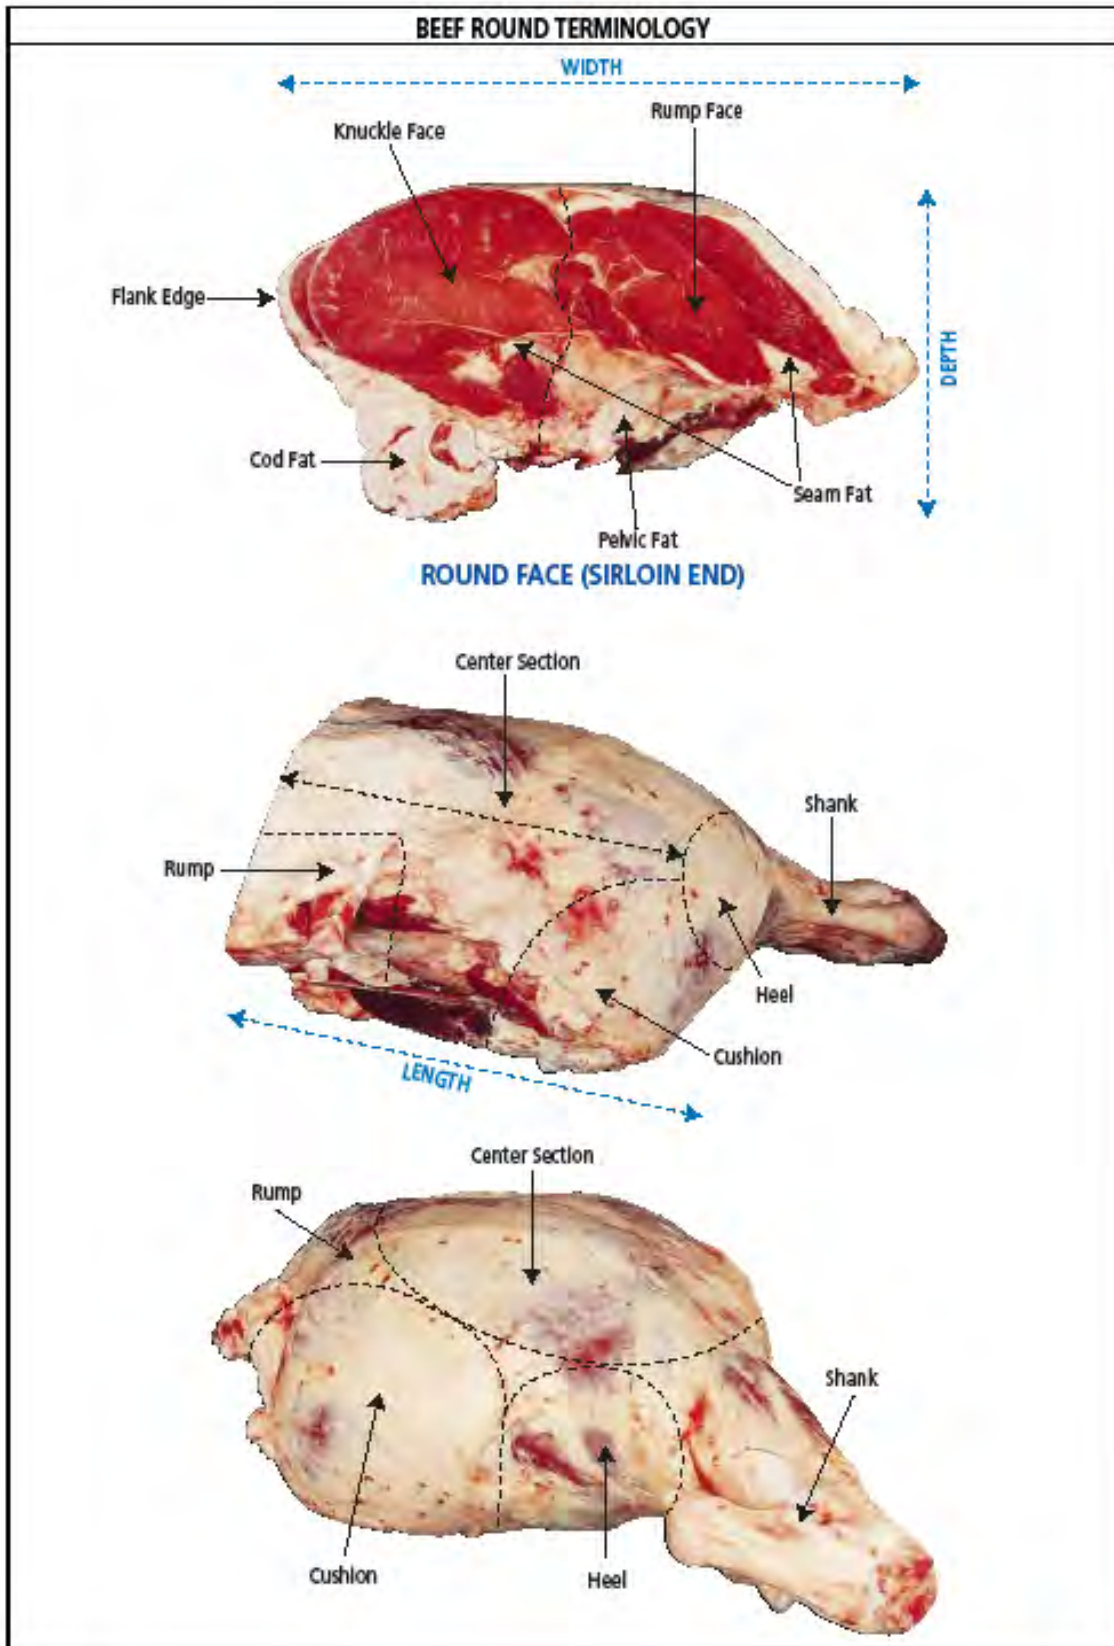 BEEF ROUND TERMINOLOGY
WIDTH
Rump Face
Knuckle Face
Flank Edge
DEPTH
Cod Fat
Seam Fat
Pelvic Fat
ROUND FACE (SIRLOIN END)
Center Section
Shank
Rump
Heel
Cushion
LENGTH
Center Section
Rump
Shank
Cushion
Heel